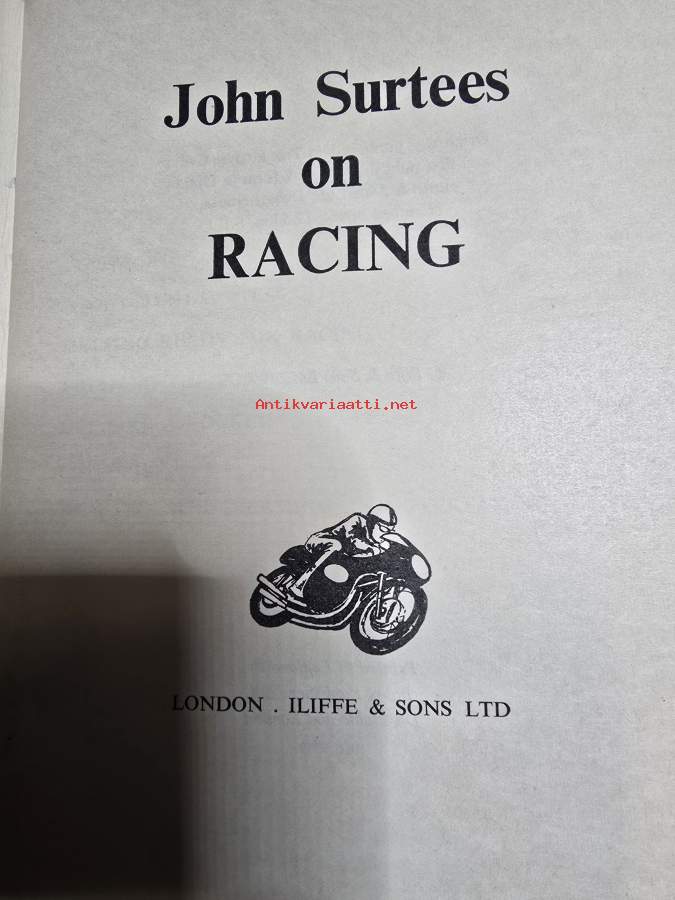 John Surtees
on
RACING
Antikvariaatti.net
LONDON . ILIFFE & SONS LTD